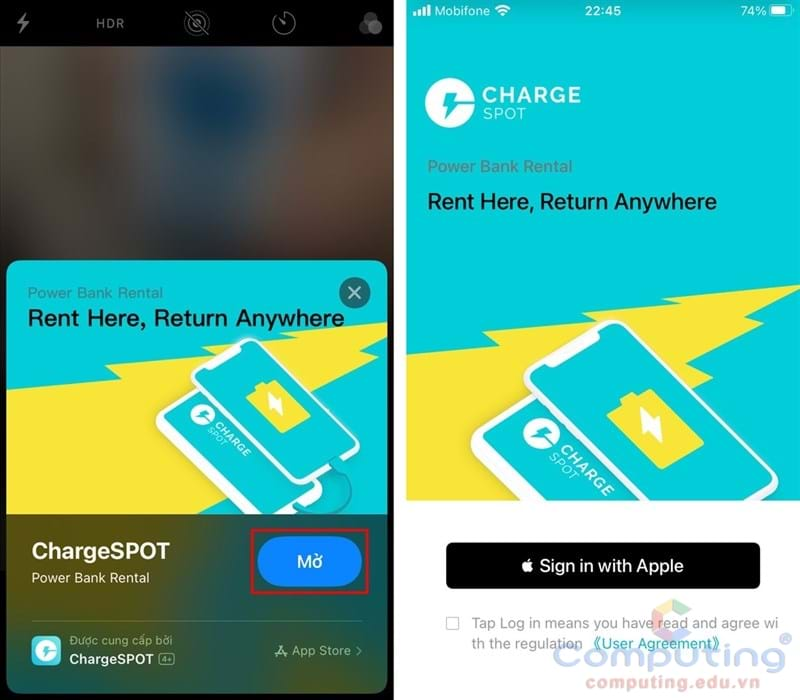 HDR
Power Bank Rental
Rent Here, Return Anywhere
CHARGE
SPOT
ChargeSPOT
Power Bank Rental
Mở
Được cung cấp bởi
ChargeSPOT 4+
App Store
Mobifone
22:45
74%
CHARGE
SPOT
Power Bank Rental
Rent Here, Return Anywhere
CHARGE
SPOT
Sign in with Apple
Tap Log in means you have read and agree wi
th the regulation 《User Agreement》
Computing®
computing.edu.vn